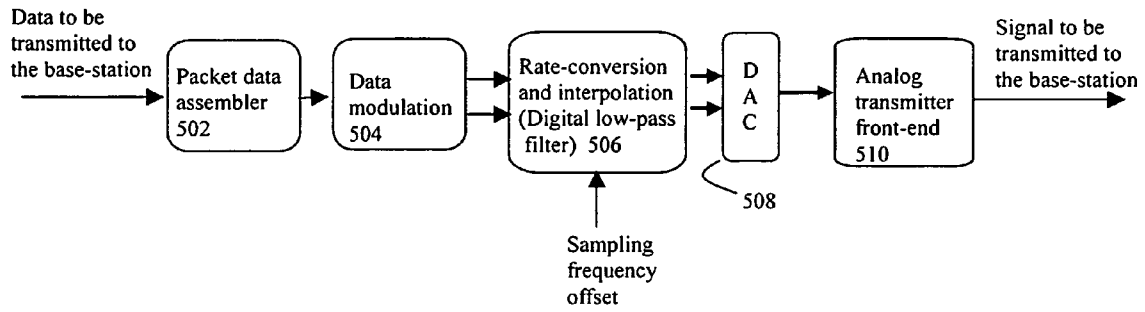 Data to be
transmitted to
the base-station
Packet data
assembler
502
Data
modulation
504
Rate-conversion
and interpolation
(Digital low-pass
filter) 506
D
A
C
508
Analog
transmitter
front-end
510
Signal to be
transmitted to
the base-station
Sampling
frequency
offset